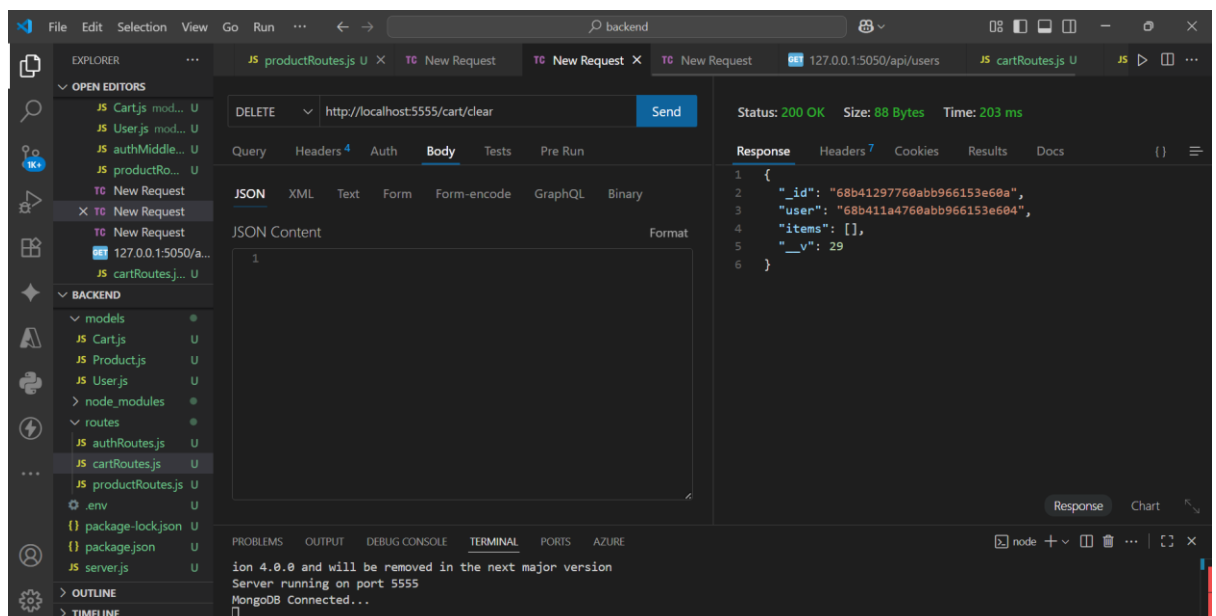 File Edit Selection View Go Run ··· backend
EXPLORER ···
JS productRoutes.js U TC New Request TC New Request TC New Request GET 127.0.0.1:5050/api/users JS cartRoutes.js U JS ···
OPEN EDITORS
JS Cart.js mod... U
JS User.js mod... U
JS authMiddle... U
JS productRo... U
TC New Request
TC New Request
TC New Request
GET 127.0.0.1:5050/a...
JS cartRoutes.j... U
1K+
BACKEND
models
JS Cart.js U
JS Product.js U
JS User.js U
node_modules
routes
JS authRoutes.js U
JS cartRoutes.js U
JS productRoutes.js U
.env U
{} package-lock.json U
{} package.json U
JS server.js U
OUTLINE
TIMELINE
DELETE http://localhost:5555/cart/clear Send
Query Headers 4 Auth Body Tests Pre Run
JSON XML Text Form Form-encode GraphQL Binary
JSON Content Format
1
Status: 200 OK Size: 88 Bytes Time: 203 ms
Response Headers 7 Cookies Results Docs {}
1 {
2 "_id": "68b41297760abb966153e60a",
3 "user": "68b411a4760abb966153e604",
4 "items": [],
5 "__v": 29
6 }
Response Chart
PROBLEMS OUTPUT DEBUG CONSOLE TERMINAL PORTS AZURE node
ion 4.0.0 and will be removed in the next major version
Server running on port 5555
MongoDB Connected...